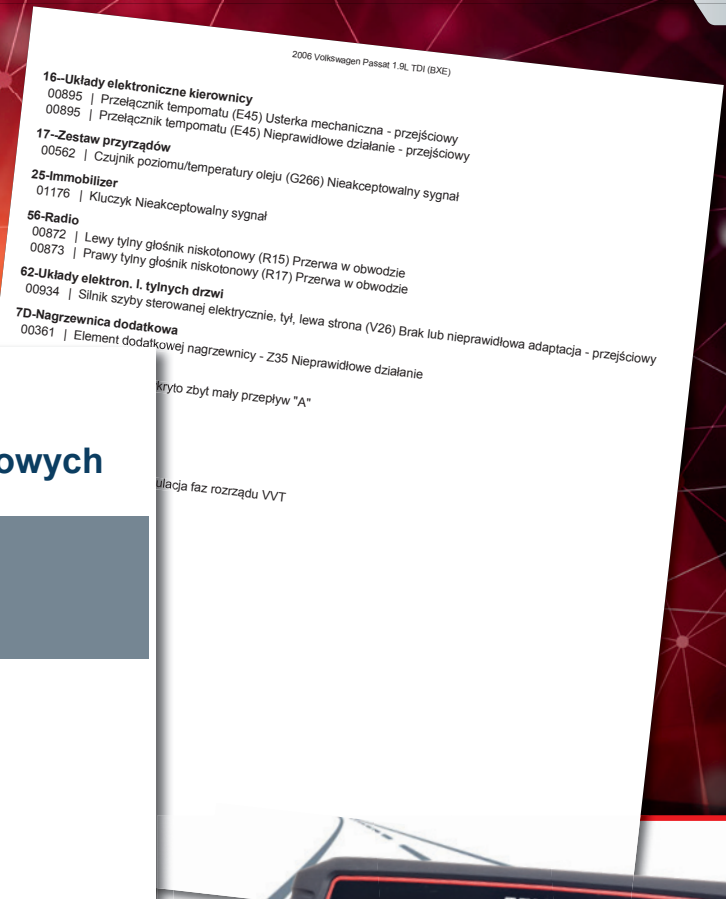 2006 Volkswagen Passat 1.9L TDI (BXE)
16--Układy elektroniczne kierownicy
00895 | Przełącznik tempomatu (E45) Usterka mechaniczna - przejściowy
00895 | Przełącznik tempomatu (E45) Nieprawidłowe działanie - przejściowy
17--Zestaw przyrządów
00562 | Czujnik poziomu/temperatury oleju (G266) Nieakceptowalny sygnał
25-Immobilizer
01176 | Kluczyk Nieakceptowalny sygnał
56-Radio
00872 | Lewy tylny głośnik niskotonowy (R15) Przerwa w obwodzie
00873 | Prawy tylny głośnik niskotonowy (R17) Przerwa w obwodzie
62-Układy elektron. l. tylnych drzwi
00934 | Silnik szyby sterowanej elektrycznie, tył, lewa strona (V26) Brak lub nieprawidłowa adaptacja - przejściowy
7D-Nagrzewnica dodatkowa
00361 | Element dodatkowej nagrzewnicy - Z35 Nieprawidłowe działanie
kryto zbyt mały przepływ "A"
owych
ulacja faz rozrządu VVT